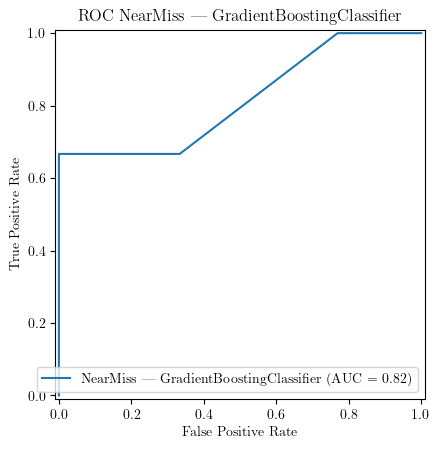 ROC NearMiss — GradientBoostingClassifier
1.0
0.8
0.6
0.4
0.2
0.0
True Positive Rate
NearMiss — GradientBoostingClassifier (AUC = 0.82)
0.0 0.2 0.4 0.6 0.8 1.0
False Positive Rate